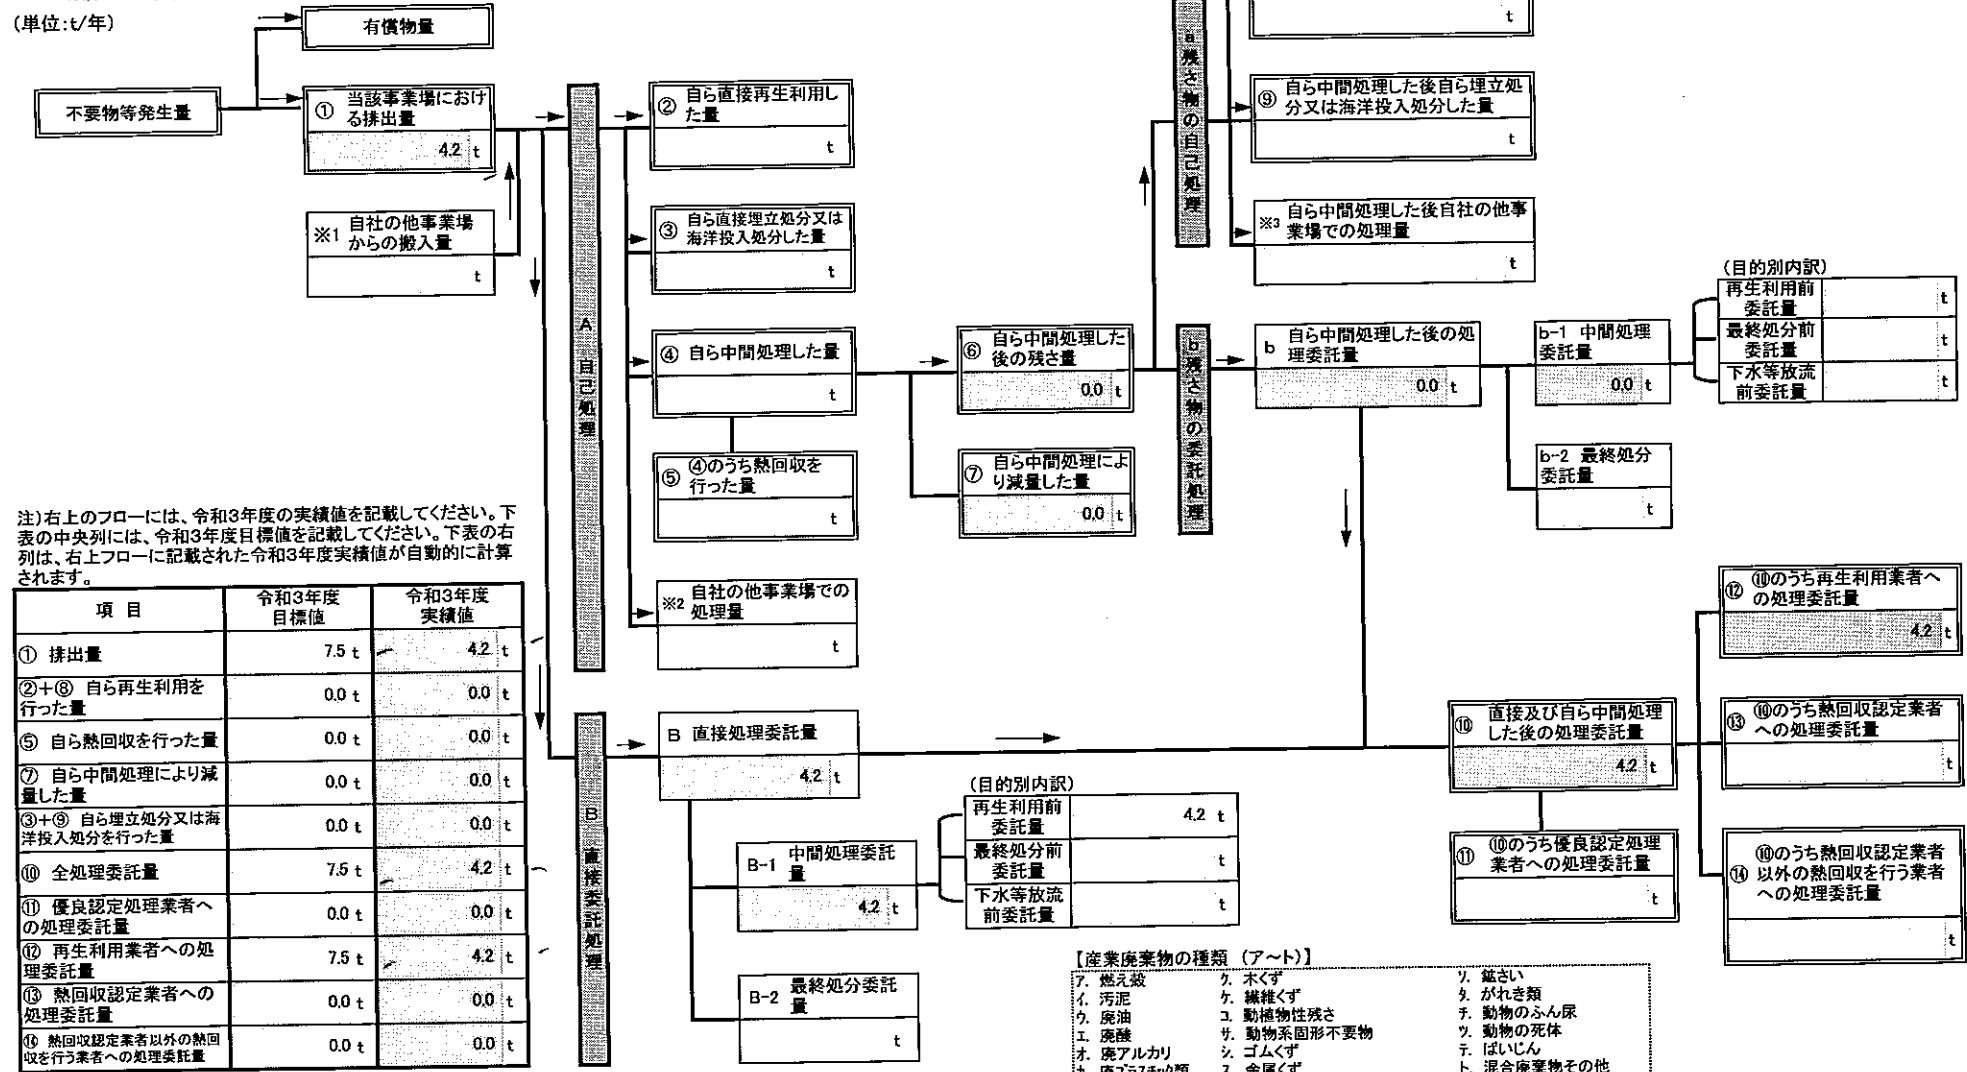 (単位:t/年)
有償物量
不要物等発生量
① 当該事業場におけ
る排出量
4.2 t
※1 自社の他事業場
からの搬入量
t
A 自己処理
② 自ら直接再生利用し
た量
t
③ 自ら直接埋立処分又は
海洋投入処分した量
t
④ 自ら中間処理した量
t
⑤ ④のうち熱回収を
行った量
t
※2 自社の他事業場での
処理量
t
⑥ 自ら中間処理した
後の残さ量
0.0 t
⑦ 自ら中間処理によ
り減量した量
0.0 t
a 残さ物の自己処理
t
⑨ 自ら中間処理した後自ら埋立処
分又は海洋投入処分した量
t
※3 自ら中間処理した後自社の他事
業場での処理量
t
b 残さ物の委託処理
b 自ら中間処理した後の処
理委託量
0.0 t
b-1 中間処理
委託量
0.0 t
(目的別内訳)
再生利用前
委託量
t
最終処分前
委託量
t
下水等放流
前委託量
t
b-2 最終処分
委託量
t
注)右上のフローには、令和3年度の実績値を記載してください。下
表の中央列には、令和3年度目標値を記載してください。下表の右
列は、右上フローに記載された令和3年度実績値が自動的に計算
されます。
項 目 令和3年度 目標値 令和3年度 実績値
① 排出量 7.5 t 4.2 t
②+⑧ 自ら再生利用を
行った量 0.0 t 0.0 t
⑤ 自ら熱回収を行った量 0.0 t 0.0 t
⑦ 自ら中間処理により減
量した量 0.0 t 0.0 t
③+⑨ 自ら埋立処分又は海
洋投入処分を行った量 0.0 t 0.0 t
⑩ 全処理委託量 7.5 t 4.2 t
⑪ 優良認定処理業者へ
の処理委託量 0.0 t 0.0 t
⑫ 再生利用業者への処
理委託量 7.5 t 4.2 t
⑬ 熱回収認定業者への
処理委託量 0.0 t 0.0 t
⑭ 熱回収認定業者以外の熱回
収を行う業者への処理委託量 0.0 t 0.0 t
B 直接委託処理
B 直接処理委託量
4.2 t
B-1 中間処理委託
量
4.2 t
(目的別内訳)
再生利用前
委託量
4.2 t
最終処分前
委託量
t
下水等放流
前委託量
t
B-2 最終処分委託
量
t
⑩ 直接及び自ら中間処理
した後の処理委託量
4.2 t
⑪ ⑩のうち優良認定処理
業者への処理委託量
t
⑫ ⑩のうち再生利用業者へ
の処理委託量
4.2 t
⑬ ⑩のうち熱回収認定業者
への処理委託量
t
⑭ ⑩のうち熱回収認定業者
以外の熱回収を行う業者
への処理委託量
t
【産業廃棄物の種類 (ア～ト)】
ア. 燃え殻 ク. 木くず ソ. 鉱さい
イ. 汚泥 ケ. 繊維くず タ. がれき類
ウ. 廃油 コ. 動植物性残さ チ. 動物のふん尿
エ. 廃酸 サ. 動物系固形不要物 ツ. 動物の死体
オ. 廃アルカリ シ. ゴムくず テ. ばいじん
カ. 廃プラスチック類 ス. 金属くず ト. 混合廃棄物その他